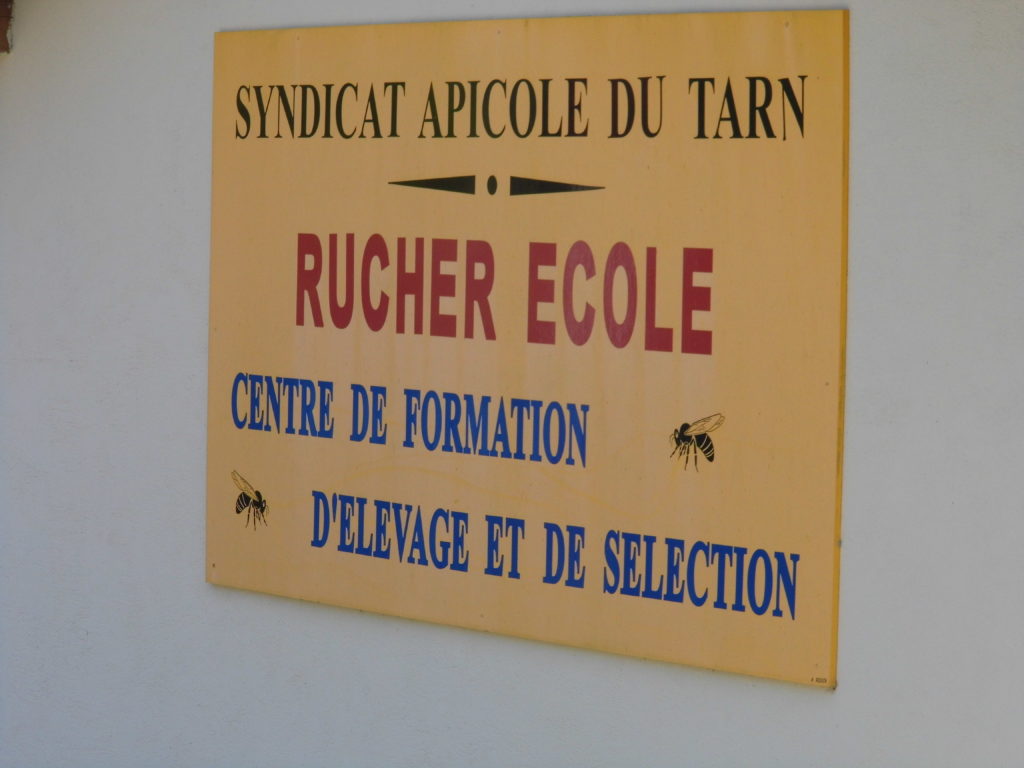 SYNDICAT APICOLE DU TARN
RUCHER ECOLE
CENTRE DE FORMATION
D'ELEVAGE ET DE SELECTION